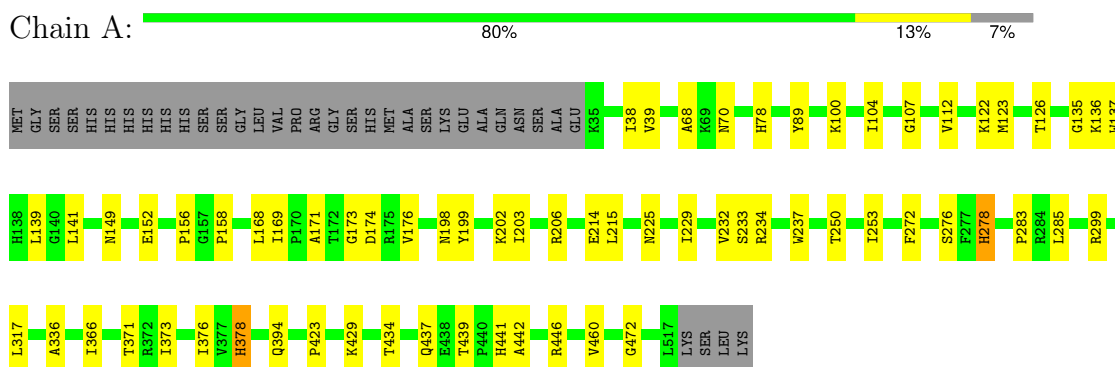 Chain A:
80% 13% 7%
MET GLY SER SER HIS HIS HIS HIS HIS HIS SER SER GLY LEU VAL PRO ARG GLY SER HIS MET ALA SER LYS GLU ALA GLN ASN SER ALA GLU K35 I38 V39 A68 K69 N70 H78 Y89 K100 I104 G107 V112 K122 M123 T126 G135 K136 H137
H138 L139 G140 L141 N149 E152 P156 G157 P158 L168 I169 P170 A171 T172 G173 D174 R175 V176 N198 Y199 K202 I203 R206 E214 L215 N225 I229 V232 S233 R234 W237 T250 I253 F272 S276 F277 H278 P283 R284 L285 R299
L317 A336 I366 T371 R372 I373 I376 V377 H378 Q394 P423 K429 T434 Q437 E438 T439 P440 H441 A442 R446 V460 G472 L517 LYS SER LEU LYS